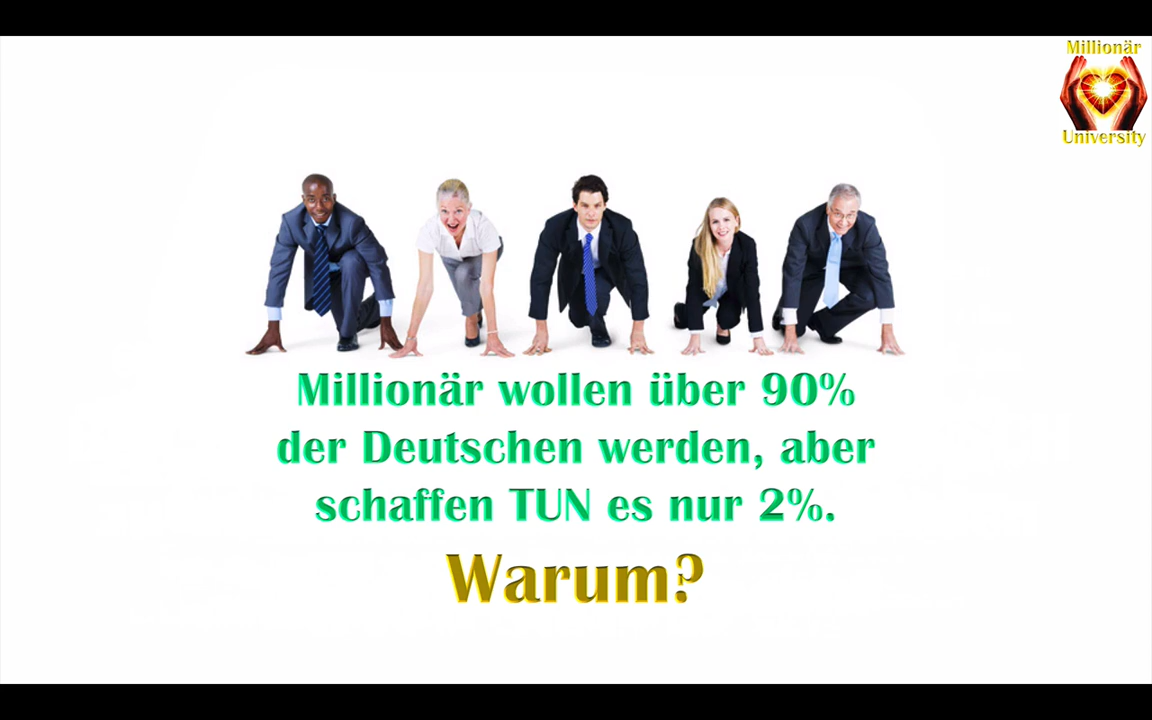 Millionär
University
Millionär wollen über 90%
der Deutschen werden, aber
schaffen TUN es nur 2%.
Warum?